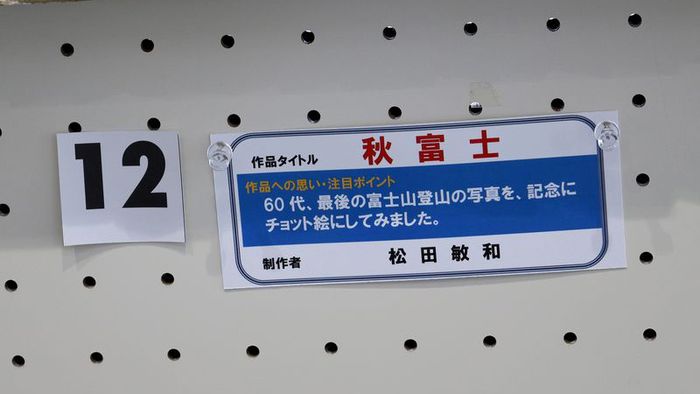 12
作品タイトル 秋富士
作品への思い・注目ポイント
60代、最後の富士山登山の写真を、記念に
チョット絵にしてみました。
制作者 松田敏和